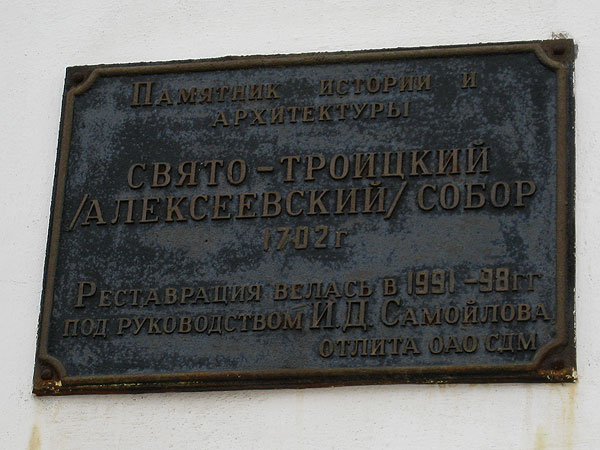 Памятник истории и
архитектуры
СВЯТО-ТРОИЦКИЙ
/АЛЕКСЕЕВСКИЙ/ СОБОР
1702г
Реставрация велась в 1991-98гг
под руководством И.Д. Самойлова
отлита ОАО СДМ